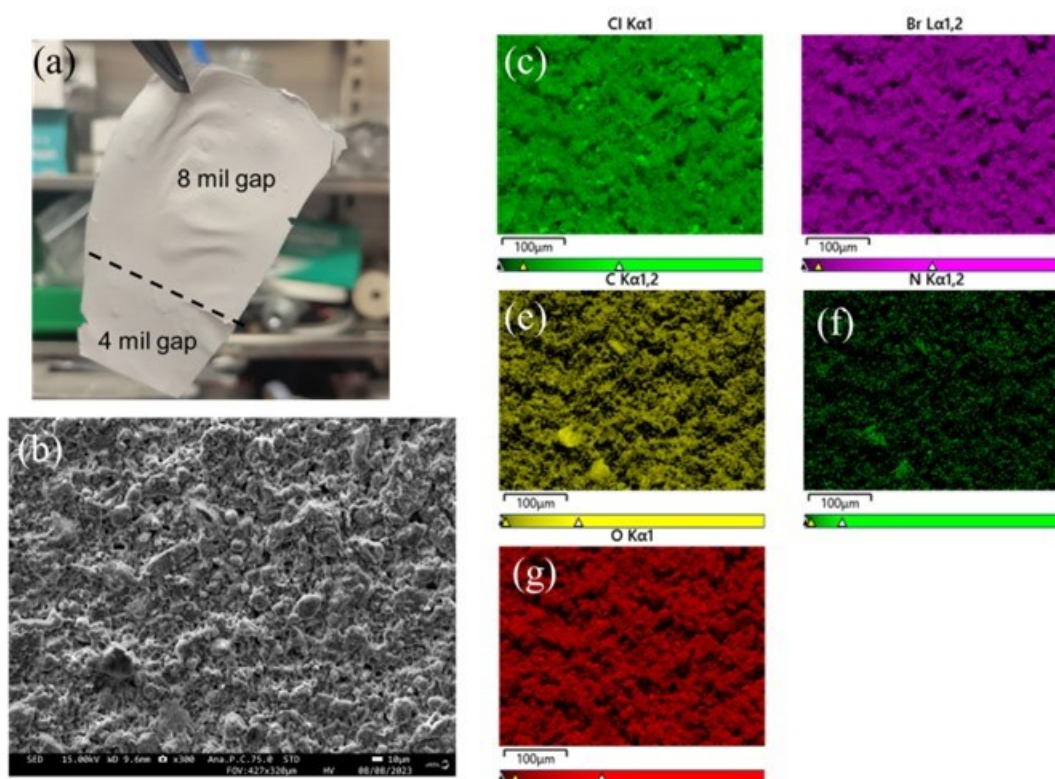 (a)
8 mil gap
4 mil gap
(b)
SED 15.00kV WD 9.6mm x300 Ana.P.C.75.0 STD 10µm
FOV:427x320µm HV 08/08/2023
Cl Kα1
(c)
100µm
Br Lα1,2
100µm
C Kα1,2
(e)
100µm
N Kα1,2
(f)
100µm
O Kα1
(g)
100µm